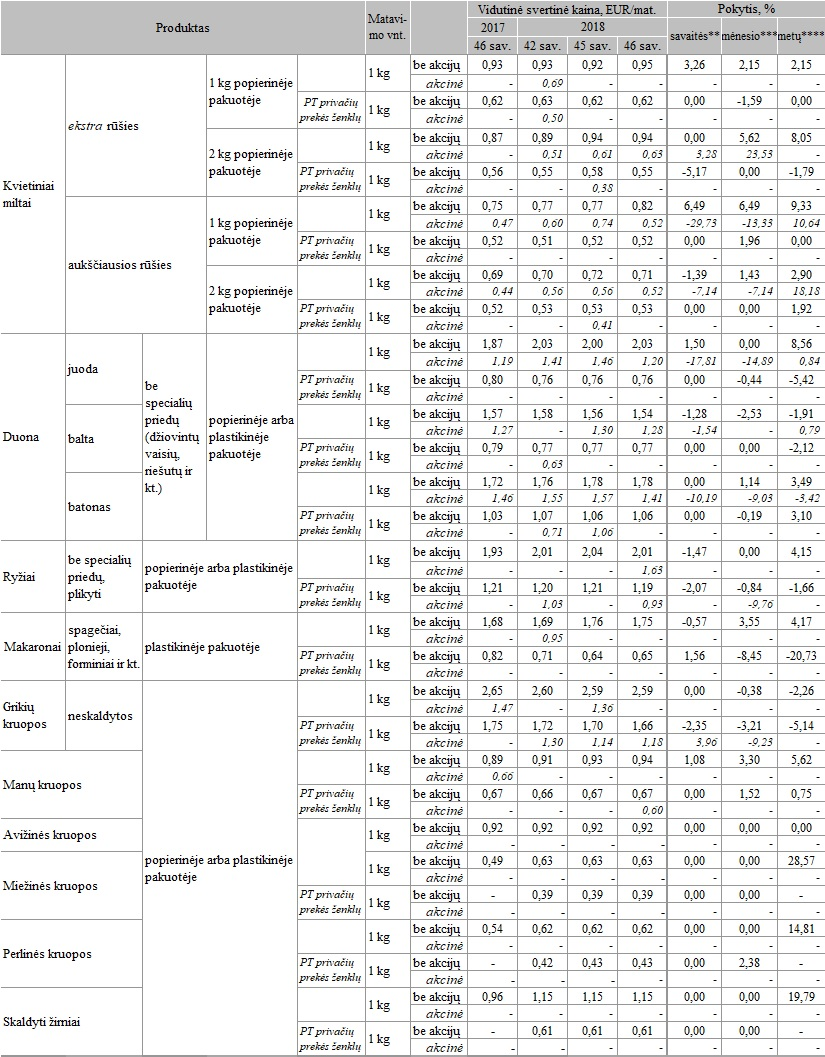 Produktas Matavi-mo vnt. Vidutinė svertinė kaina, EUR/mat. Pokytis, %
2017 2018 savaitės** mėnesio*** metų****
46 sav. 42 sav. 45 sav. 46 sav.
Kvietiniai miltai ekstra rūšies 1 kg popierinėje pakuotėje 1 kg be akcijų 0,93 0,93 0,92 0,95 3,26 2,15 2,15
akcinė - 0,69 - - - - -
PT privačių prekės ženklų 1 kg be akcijų 0,62 0,63 0,62 0,62 0,00 -1,59 0,00
akcinė - 0,50 - - - - -
2 kg popierinėje pakuotėje 1 kg be akcijų 0,87 0,89 0,94 0,94 0,00 5,62 8,05
akcinė - 0,51 0,61 0,63 3,28 23,53 -
PT privačių prekės ženklų 1 kg be akcijų 0,56 0,55 0,58 0,55 -5,17 0,00 -1,79
akcinė - - 0,38 - - - -
aukščiausios rūšies 1 kg popierinėje pakuotėje 1 kg be akcijų 0,75 0,77 0,77 0,82 6,49 6,49 9,33
akcinė 0,47 0,60 0,74 0,52 -29,73 -13,33 10,64
PT privačių prekės ženklų 1 kg be akcijų 0,52 0,51 0,52 0,52 0,00 1,96 0,00
akcinė - - - - - - -
2 kg popierinėje pakuotėje 1 kg be akcijų 0,69 0,70 0,72 0,71 -1,39 1,43 2,90
akcinė 0,44 0,56 0,56 0,52 -7,14 -7,14 18,18
PT privačių prekės ženklų 1 kg be akcijų 0,52 0,53 0,53 0,53 0,00 0,00 1,92
akcinė - - 0,41 - - - -
Duona juoda be specialių priedų (džiovintų vaisių, riešutų ir kt.) popierinėje arba plastikinėje pakuotėje 1 kg be akcijų 1,87 2,03 2,00 2,03 1,50 0,00 8,56
akcinė 1,19 1,41 1,46 1,20 -17,81 -14,89 0,84
PT privačių prekės ženklų 1 kg be akcijų 0,80 0,76 0,76 0,76 0,00 -0,44 -5,42
akcinė - - - - - - -
balta 1 kg be akcijų 1,57 1,58 1,56 1,54 -1,28 -2,53 -1,91
akcinė 1,27 - 1,30 1,28 -1,54 - 0,79
PT privačių prekės ženklų 1 kg be akcijų 0,79 0,77 0,77 0,77 0,00 0,00 -2,12
akcinė - 0,63 - - - - -
batonas 1 kg be akcijų 1,72 1,76 1,78 1,78 0,00 1,14 3,49
akcinė 1,46 1,55 1,57 1,41 -10,19 -9,03 -3,42
PT privačių prekės ženklų 1 kg be akcijų 1,03 1,07 1,06 1,06 0,00 -0,19 3,10
akcinė - 0,71 1,06 - - - -
Ryžiai be specialių priedų, plikyti popierinėje arba plastikinėje pakuotėje 1 kg be akcijų 1,93 2,01 2,04 2,01 -1,47 0,00 4,15
akcinė - - - 1,63 - - -
PT privačių prekės ženklų 1 kg be akcijų 1,21 1,20 1,21 1,19 -2,07 -0,84 -1,66
akcinė - 1,03 - 0,93 - -9,76 -
Makaronai spagečiai, plonieji, forminiai ir kt. plastikinėje pakuotėje 1 kg be akcijų 1,68 1,69 1,76 1,75 -0,57 3,55 4,17
akcinė - 0,95 - - - - -
PT privačių prekės ženklų 1 kg be akcijų 0,82 0,71 0,64 0,65 1,56 -8,45 -20,73
akcinė - - - - - - -
Grikių kruopos neskaldytos popierinėje arba plastikinėje pakuotėje 1 kg be akcijų 2,65 2,60 2,59 2,59 0,00 -0,38 -2,26
akcinė 1,47 - 1,36 - - - -
PT privačių prekės ženklų 1 kg be akcijų 1,75 1,72 1,70 1,66 -2,35 -3,21 -5,14
akcinė - 1,30 1,14 1,18 3,96 -9,23 -
Manų kruopos 1 kg be akcijų 0,89 0,91 0,93 0,94 1,08 3,30 5,62
akcinė 0,66 - - - - - -
PT privačių prekės ženklų 1 kg be akcijų 0,67 0,66 0,67 0,67 0,00 1,52 0,75
akcinė - - - 0,60 - - -
Avižinės kruopos 1 kg be akcijų 0,92 0,92 0,92 0,92 0,00 0,00 0,00
akcinė - - - - - - -
Miežinės kruopos 1 kg be akcijų 0,49 0,63 0,63 0,63 0,00 0,00 28,57
akcinė - - - - - - -
PT privačių prekės ženklų 1 kg be akcijų - 0,39 0,39 0,39 0,00 0,00 -
akcinė - - - - - - -
Perlinės kruopos 1 kg be akcijų 0,54 0,62 0,62 0,62 0,00 0,00 14,81
akcinė - - - - - - -
PT privačių prekės ženklų 1 kg be akcijų - 0,42 0,43 0,43 0,00 2,38 -
akcinė - - - - - - -
Skaldyti žirniai 1 kg be akcijų 0,96 1,15 1,15 1,15 0,00 0,00 19,79
akcinė - - - - - - -
PT privačių prekės ženklų 1 kg be akcijų - 0,61 0,61 0,61 0,00 0,00 -
akcinė - - - - - - -